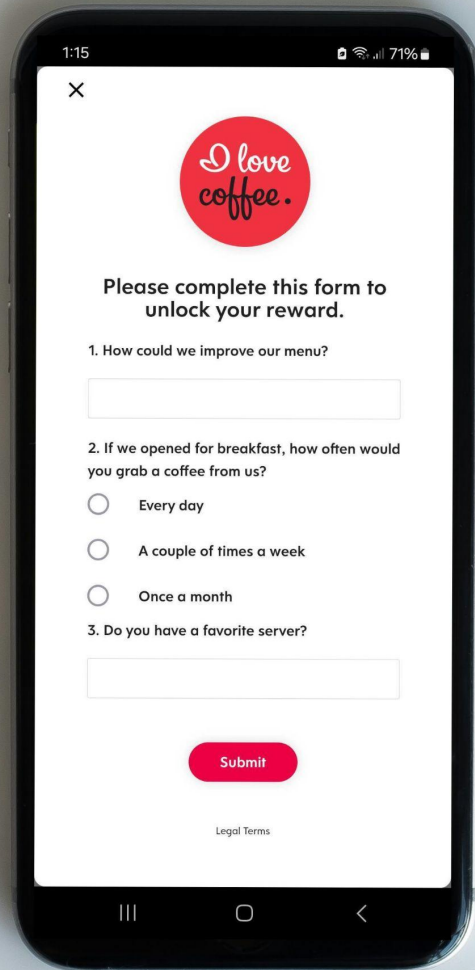 1:15
71%
I love
coffee.
Please complete this form to
unlock your reward.
1. How could we improve our menu?
2. If we opened for breakfast, how often would
you grab a coffee from us?
Every day
A couple of times a week
Once a month
3. Do you have a favorite server?
Submit
Legal Terms